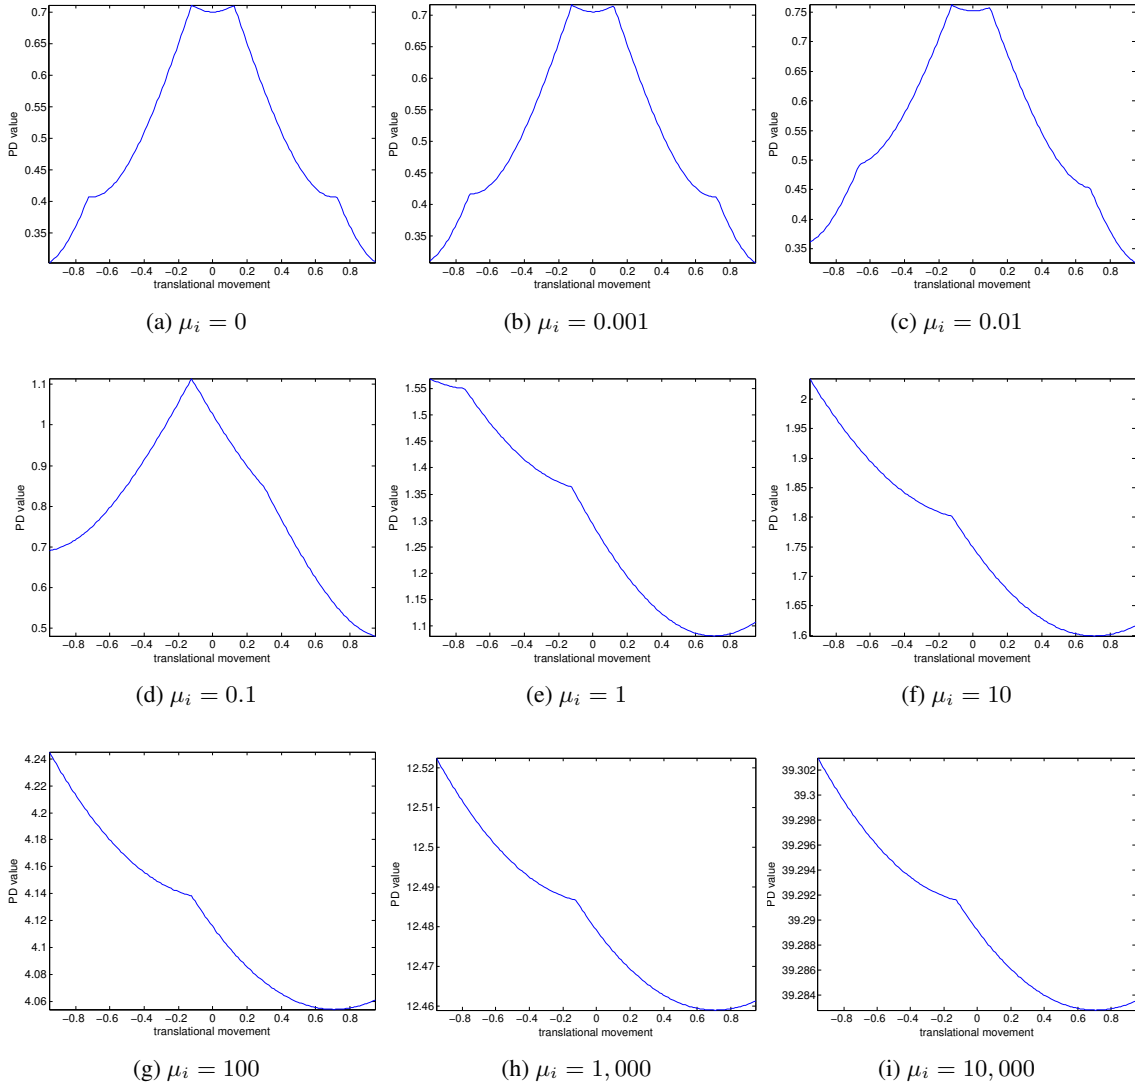 0.7
0.65
0.6
0.55
0.5
0.45
0.4
0.35
PD value
−0.8 −0.6 −0.4 −0.2 0 0.2 0.4 0.6 0.8
translational movement
(a) μi = 0
0.7
0.65
0.6
0.55
0.5
0.45
0.4
0.35
PD value
−0.8 −0.6 −0.4 −0.2 0 0.2 0.4 0.6 0.8
translational movement
(b) μi = 0.001
0.75
0.7
0.65
0.6
0.55
0.5
0.45
0.4
0.35
PD value
−0.8 −0.6 −0.4 −0.2 0 0.2 0.4 0.6 0.8
translational movement
(c) μi = 0.01
1.1
1
0.9
0.8
0.7
0.6
0.5
PD value
−0.8 −0.6 −0.4 −0.2 0 0.2 0.4 0.6 0.8
translational movement
(d) μi = 0.1
1.55
1.5
1.45
1.4
1.35
1.3
1.25
1.2
1.15
1.1
PD value
−0.8 −0.6 −0.4 −0.2 0 0.2 0.4 0.6 0.8
translational movement
(e) μi = 1
2
1.95
1.9
1.85
1.8
1.75
1.7
1.65
1.6
PD value
−0.8 −0.6 −0.4 −0.2 0 0.2 0.4 0.6 0.8
translational movement
(f) μi = 10
4.24
4.22
4.2
4.18
4.16
4.14
4.12
4.1
4.08
4.06
PD value
−0.8 −0.6 −0.4 −0.2 0 0.2 0.4 0.6 0.8
translational movement
(g) μi = 100
12.52
12.51
12.5
12.49
12.48
12.47
12.46
PD value
−0.8 −0.6 −0.4 −0.2 0 0.2 0.4 0.6 0.8
translational movement
(h) μi = 1,000
39.302
39.3
39.298
39.296
39.294
39.292
39.29
39.288
39.286
39.284
PD value
−0.8 −0.6 −0.4 −0.2 0 0.2 0.4 0.6 0.8
translational movement
(i) μi = 10,000